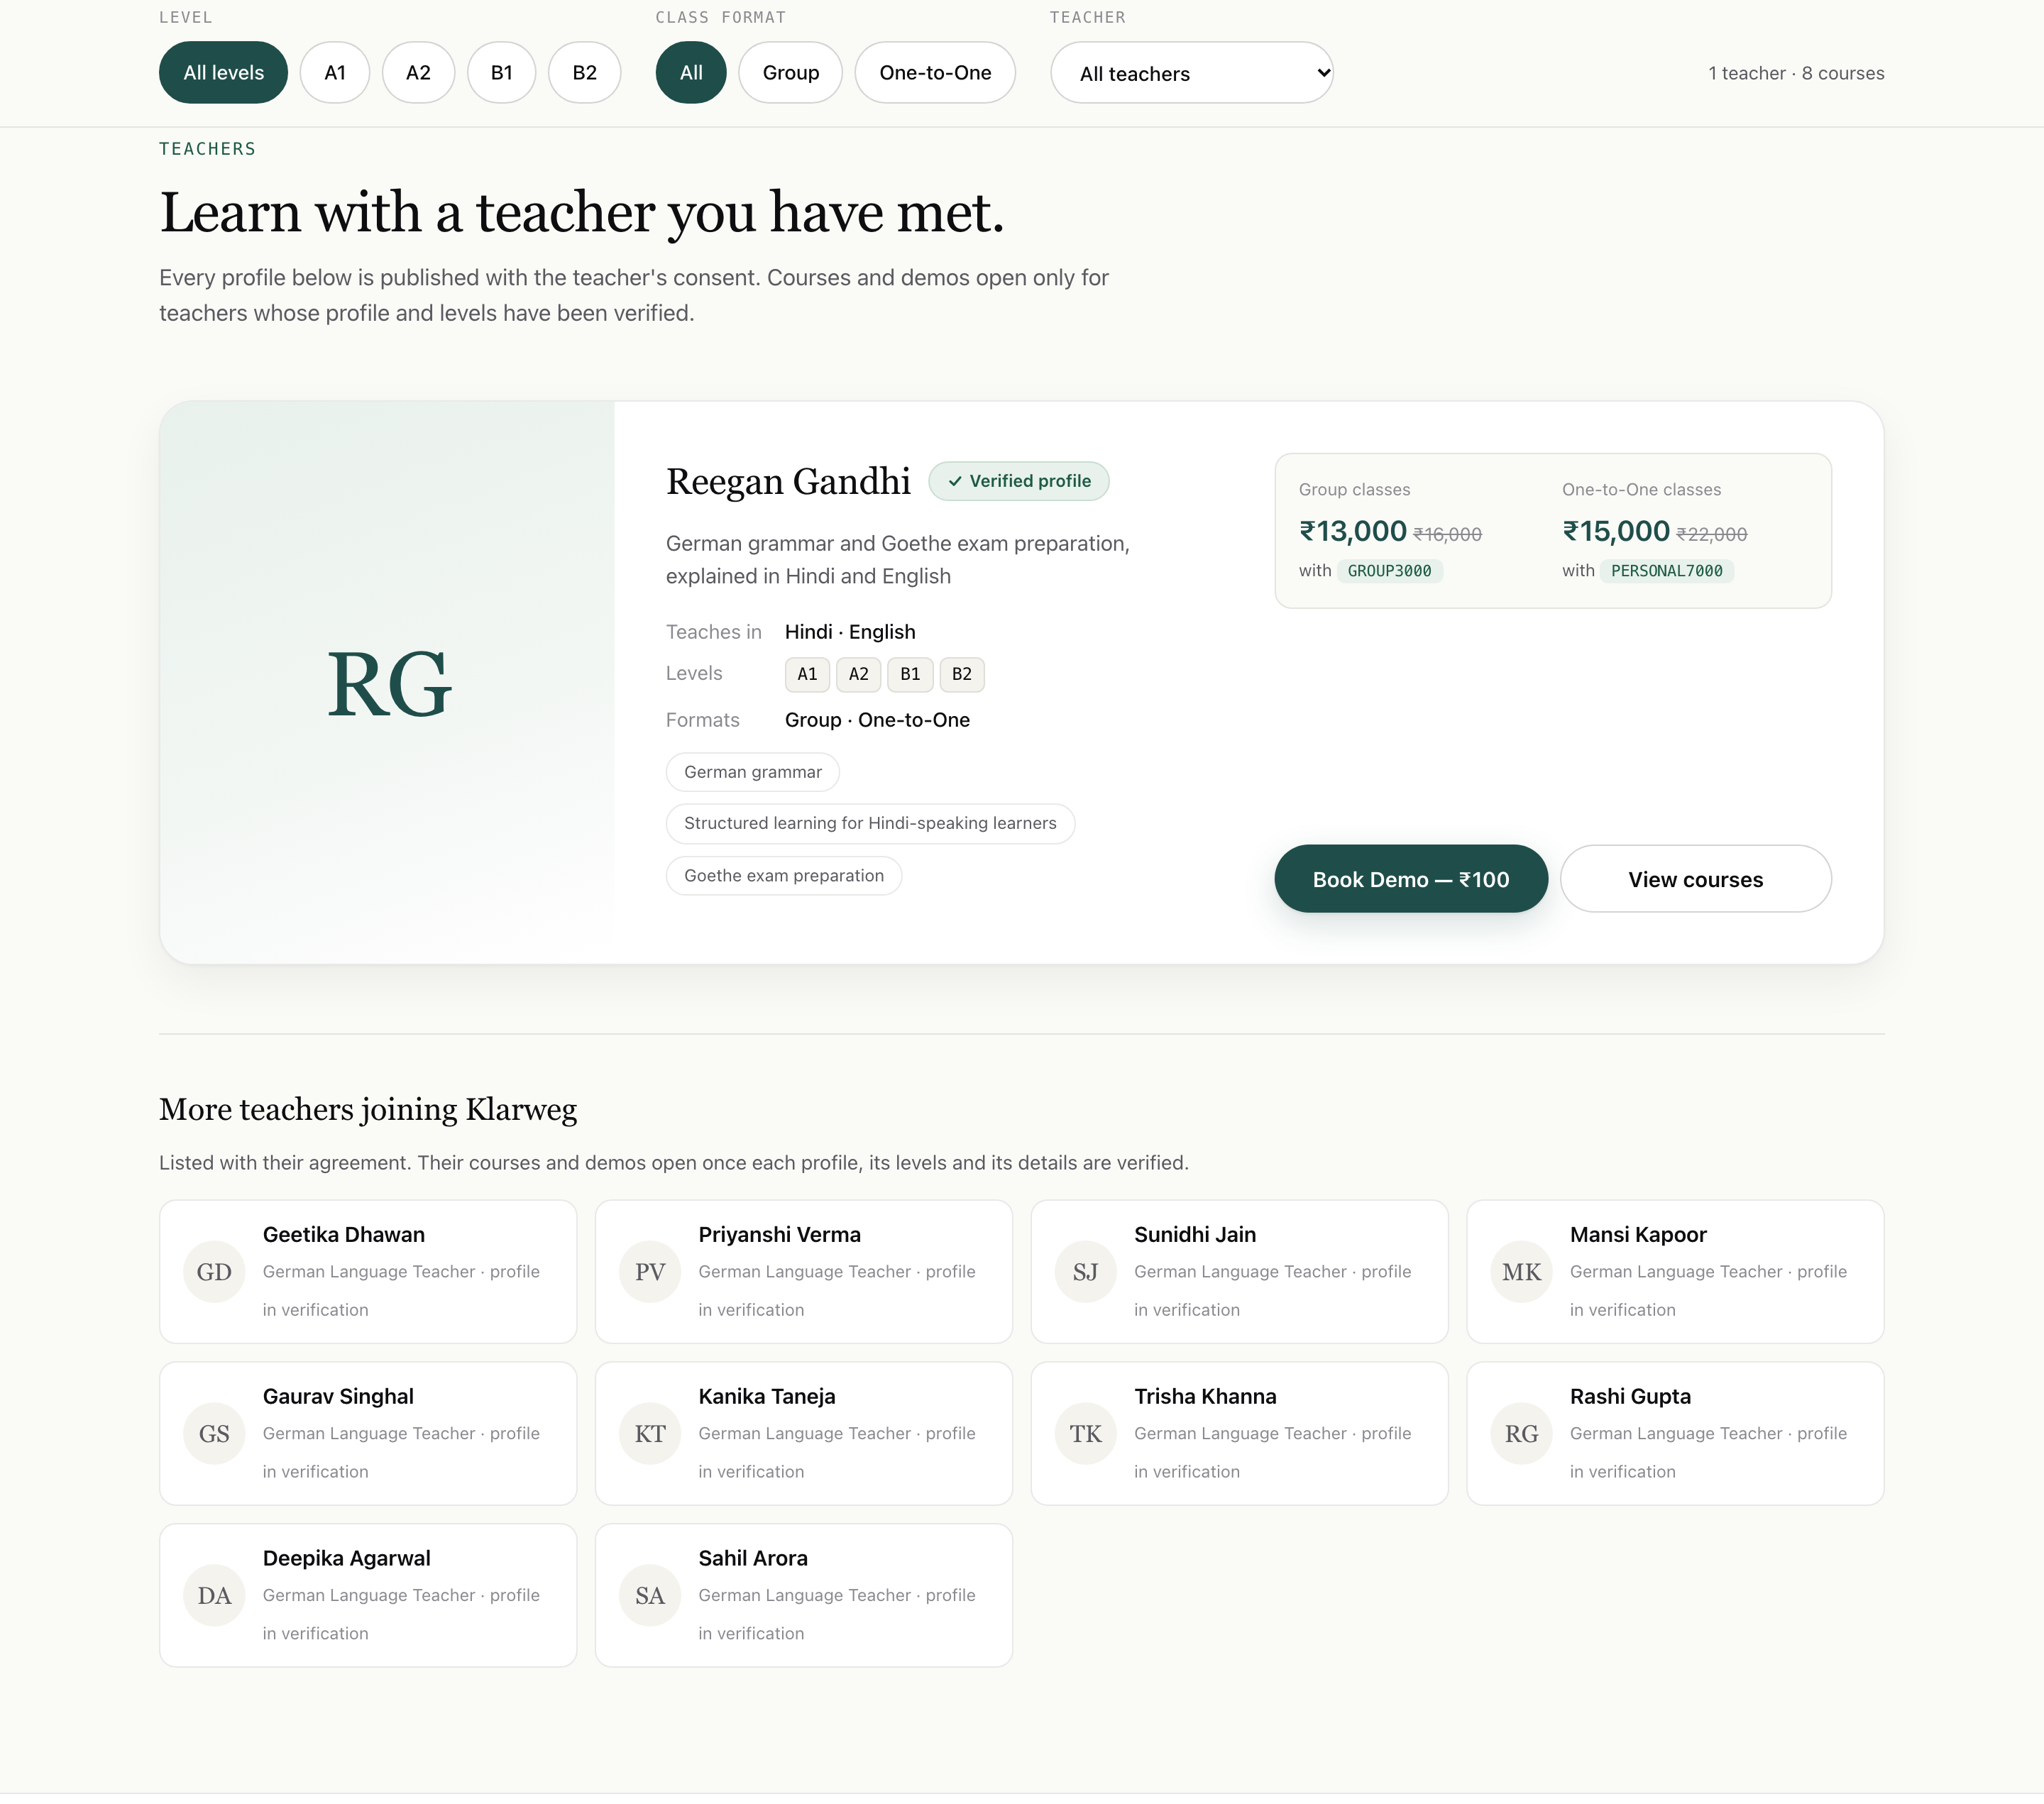 LEVEL
CLASS FORMAT
TEACHER
All levels
A1
A2
B1
B2
All
Group
One-to-One
All teachers
1 teacher · 8 courses
TEACHERS
Learn with a teacher you have met.
Every profile below is published with the teacher's consent. Courses and demos open only for
teachers whose profile and levels have been verified.
RG
Reegan Gandhi
✓ Verified profile
German grammar and Goethe exam preparation,
explained in Hindi and English
Teaches in Hindi · English
Levels A1 A2 B1 B2
Formats Group · One-to-One
German grammar
Structured learning for Hindi-speaking learners
Goethe exam preparation
Group classes
₹13,000 ₹16,000
with GROUP3000
One-to-One classes
₹15,000 ₹22,000
with PERSONAL7000
Book Demo — ₹100
View courses
More teachers joining Klarweg
Listed with their agreement. Their courses and demos open once each profile, its levels and its details are verified.
GD
Geetika Dhawan
German Language Teacher · profile
in verification
PV
Priyanshi Verma
German Language Teacher · profile
in verification
SJ
Sunidhi Jain
German Language Teacher · profile
in verification
MK
Mansi Kapoor
German Language Teacher · profile
in verification
GS
Gaurav Singhal
German Language Teacher · profile
in verification
KT
Kanika Taneja
German Language Teacher · profile
in verification
TK
Trisha Khanna
German Language Teacher · profile
in verification
RG
Rashi Gupta
German Language Teacher · profile
in verification
DA
Deepika Agarwal
German Language Teacher · profile
in verification
SA
Sahil Arora
German Language Teacher · profile
in verification